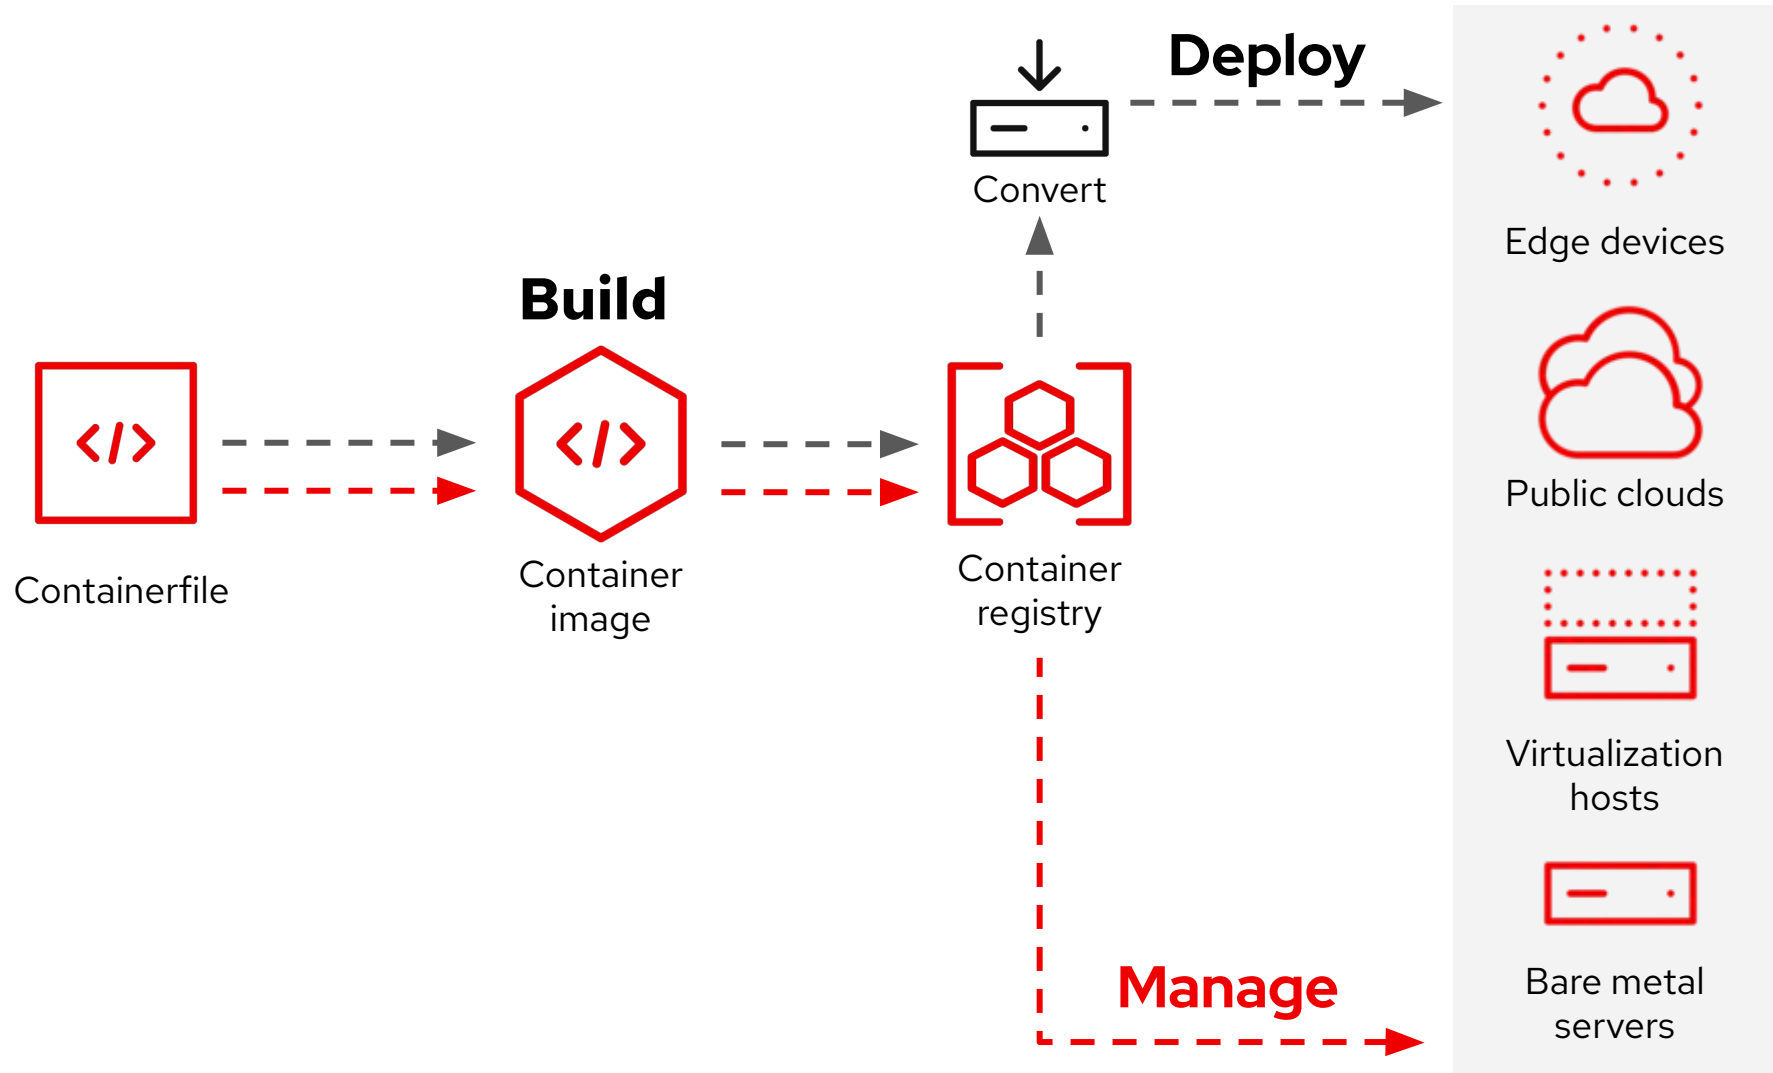 Deploy
Convert
Build
Containerfile
Container
image
Container
registry
Manage
Edge devices
Public clouds
Virtualization
hosts
Bare metal
servers